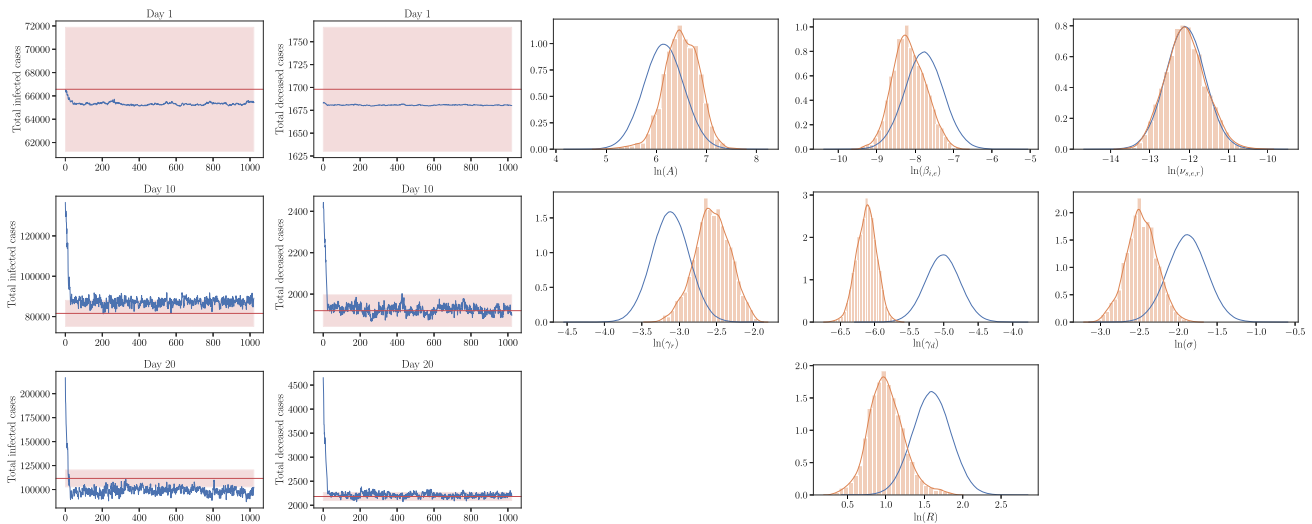 Day 1
Total infected cases
72000
70000
68000
66000
64000
62000
0 200 400 600 800 1000
Day 1
Total deceased cases
1750
1725
1700
1675
1650
1625
0 200 400 600 800 1000
1.00
0.75
0.50
0.25
0.00
4 5 6 7 8
ln(A)
1.0
0.8
0.6
0.4
0.2
0.0
−10 −9 −8 −7 −6 −5
ln(β_{i,e})
0.8
0.6
0.4
0.2
0.0
−14 −13 −12 −11 −10
ln(ν_{s,e,r})
Day 10
Total infected cases
120000
100000
80000
0 200 400 600 800 1000
Day 10
Total deceased cases
2400
2200
2000
0 200 400 600 800 1000
1.5
1.0
0.5
0.0
−4.5 −4.0 −3.5 −3.0 −2.5 −2.0
ln(γ_r)
3
2
1
0
−6.5 −6.0 −5.5 −5.0 −4.5 −4.0
ln(γ_d)
2.0
1.5
1.0
0.5
0.0
−3.0 −2.5 −2.0 −1.5 −1.0 −0.5
ln(σ)
Day 20
Total infected cases
200000
175000
150000
125000
100000
0 200 400 600 800 1000
Day 20
Total deceased cases
4500
4000
3500
3000
2500
2000
0 200 400 600 800 1000
2.0
1.5
1.0
0.5
0.0
0.5 1.0 1.5 2.0 2.5
ln(R)